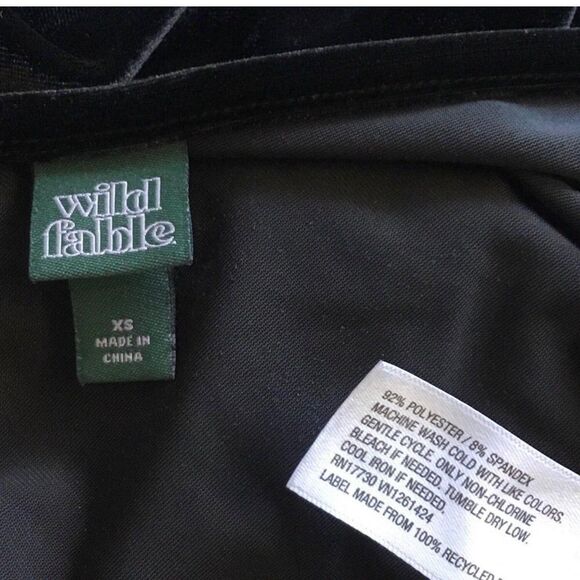 wild
fable
XS
MADE IN
CHINA
92% POLYESTER / 8% SPANDEX
MACHINE WASH COLD WITH LIKE COLORS.
GENTLE CYCLE. ONLY NON-CHLORINE
BLEACH IF NEEDED. TUMBLE DRY LOW.
COOL IRON IF NEEDED.
RN17730 VN1261424
LABEL MADE FROM 100% RECYCLED